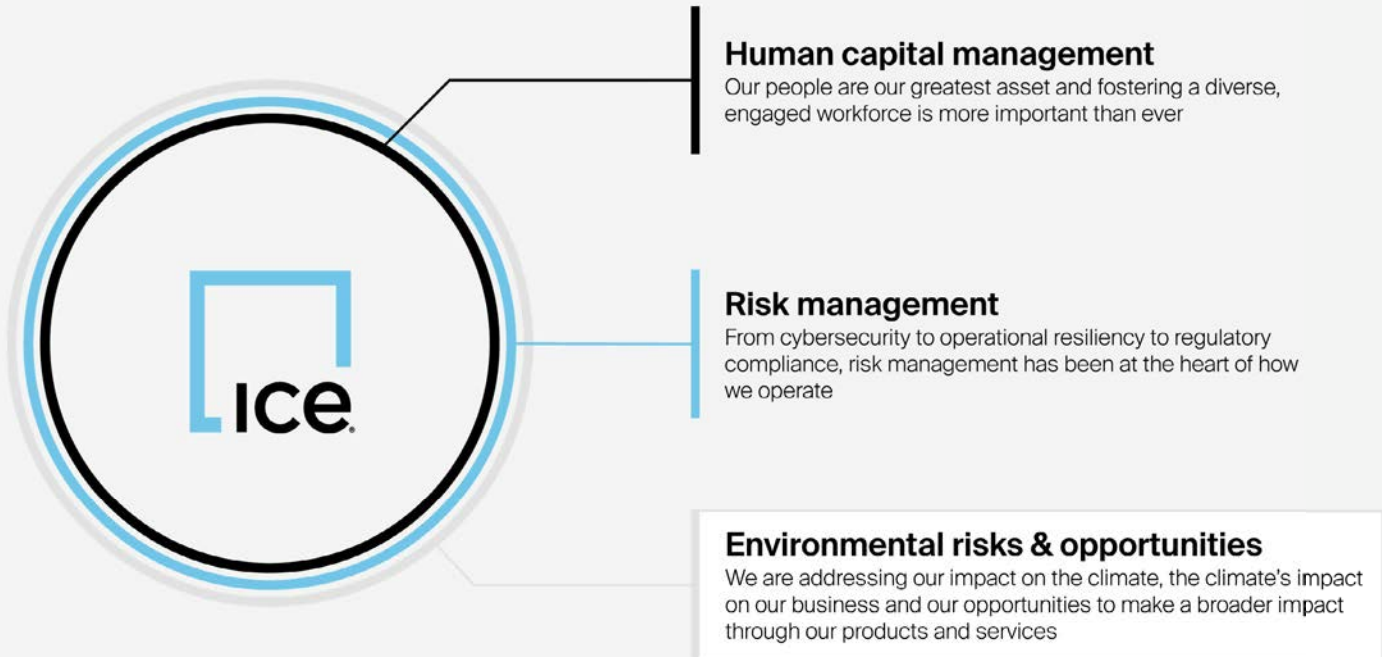 Human capital management
Our people are our greatest asset and fostering a diverse,
engaged workforce is more important than ever
ice®
Risk management
From cybersecurity to operational resiliency to regulatory
compliance, risk management has been at the heart of how
we operate
Environmental risks & opportunities
We are addressing our impact on the climate, the climate's impact
on our business and our opportunities to make a broader impact
through our products and services